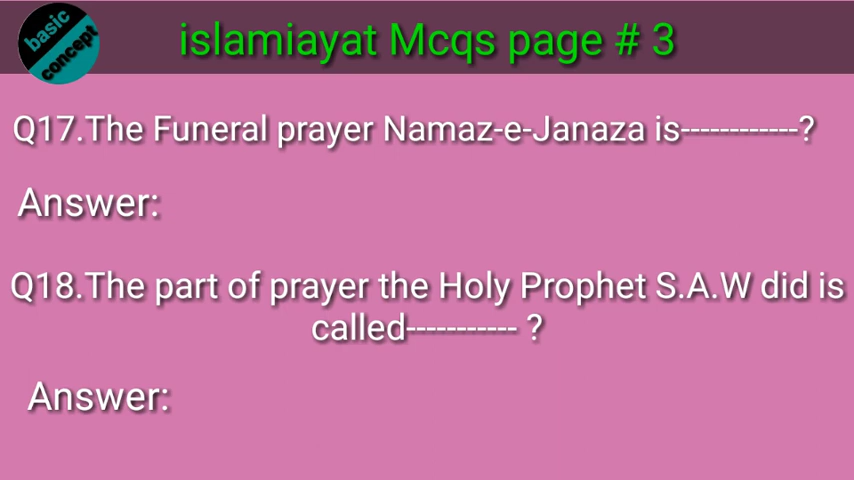 basic
concept
islamiayat Mcqs page # 3
Q17.The Funeral prayer Namaz-e-Janaza is------------?
Answer:
Q18.The part of prayer the Holy Prophet S.A.W did is
called----------- ?
Answer: